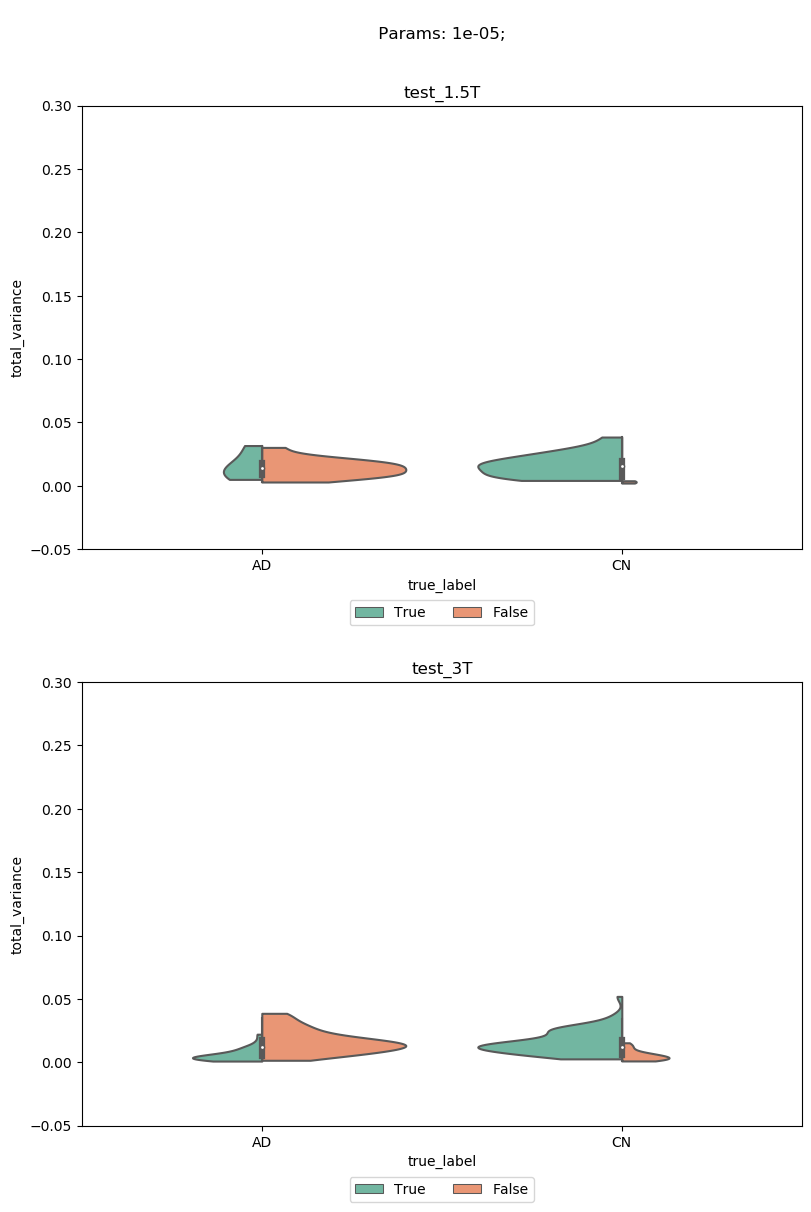 Params: 1e-05;
test_1.5T
0.30
0.25
0.20
0.15
0.10
0.05
0.00
−0.05
total_variance
AD CN
true_label
True False
test_3T
0.30
0.25
0.20
0.15
0.10
0.05
0.00
−0.05
total_variance
AD CN
true_label
True False